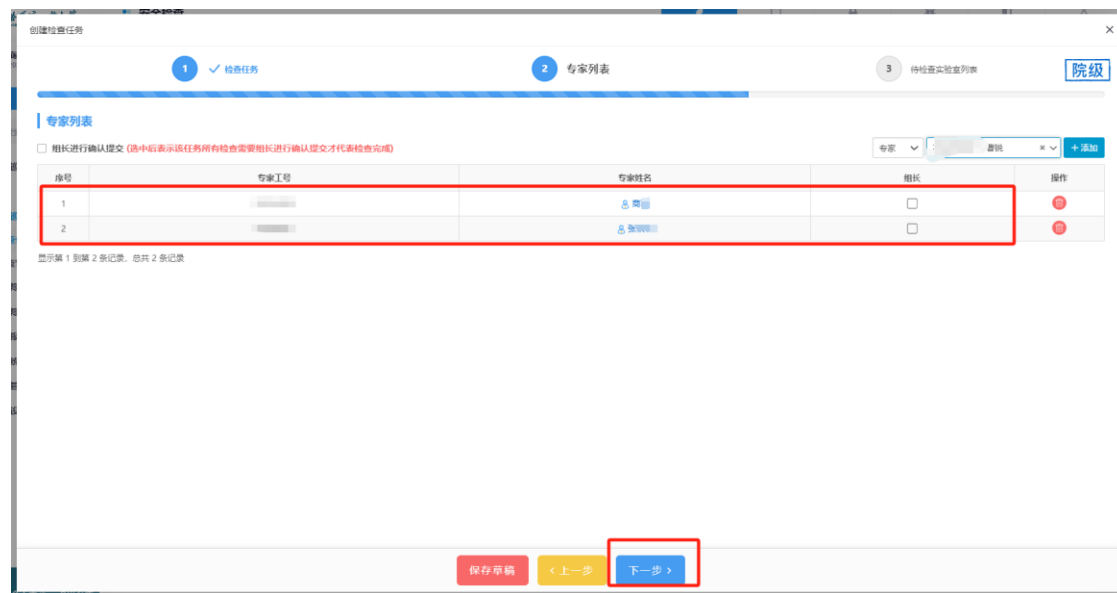 安全检查
创建检查任务
×
1 ✓ 检查任务
2 专家列表
3 待检查实验室列表
院级
专家列表
组长进行确认提交 (选中后表示该任务所有检查需要组长进行确认提交才代表检查完成)
专家
× +添加
序号 专家工号 专家姓名 组长 操作
1 商
2 张
显示第 1 到第 2 条记录，总共 2 条记录
保存草稿 ‹ 上一步 下一步 ›